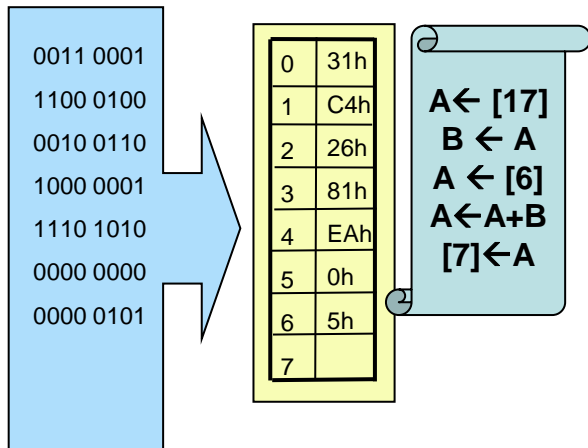 0011 0001
1100 0100
0010 0110
1000 0001
1110 1010
0000 0000
0000 0101
0 31h
1 C4h
2 26h
3 81h
4 EAh
5 0h
6 5h
7
A← [17]
B ← A
A ← [6]
A←A+B
[7]←A